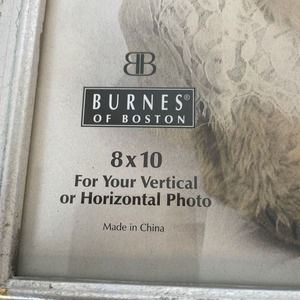 BB
BURNES®
OF BOSTON
8x10
For Your Vertical
or Horizontal Photo
Made in China